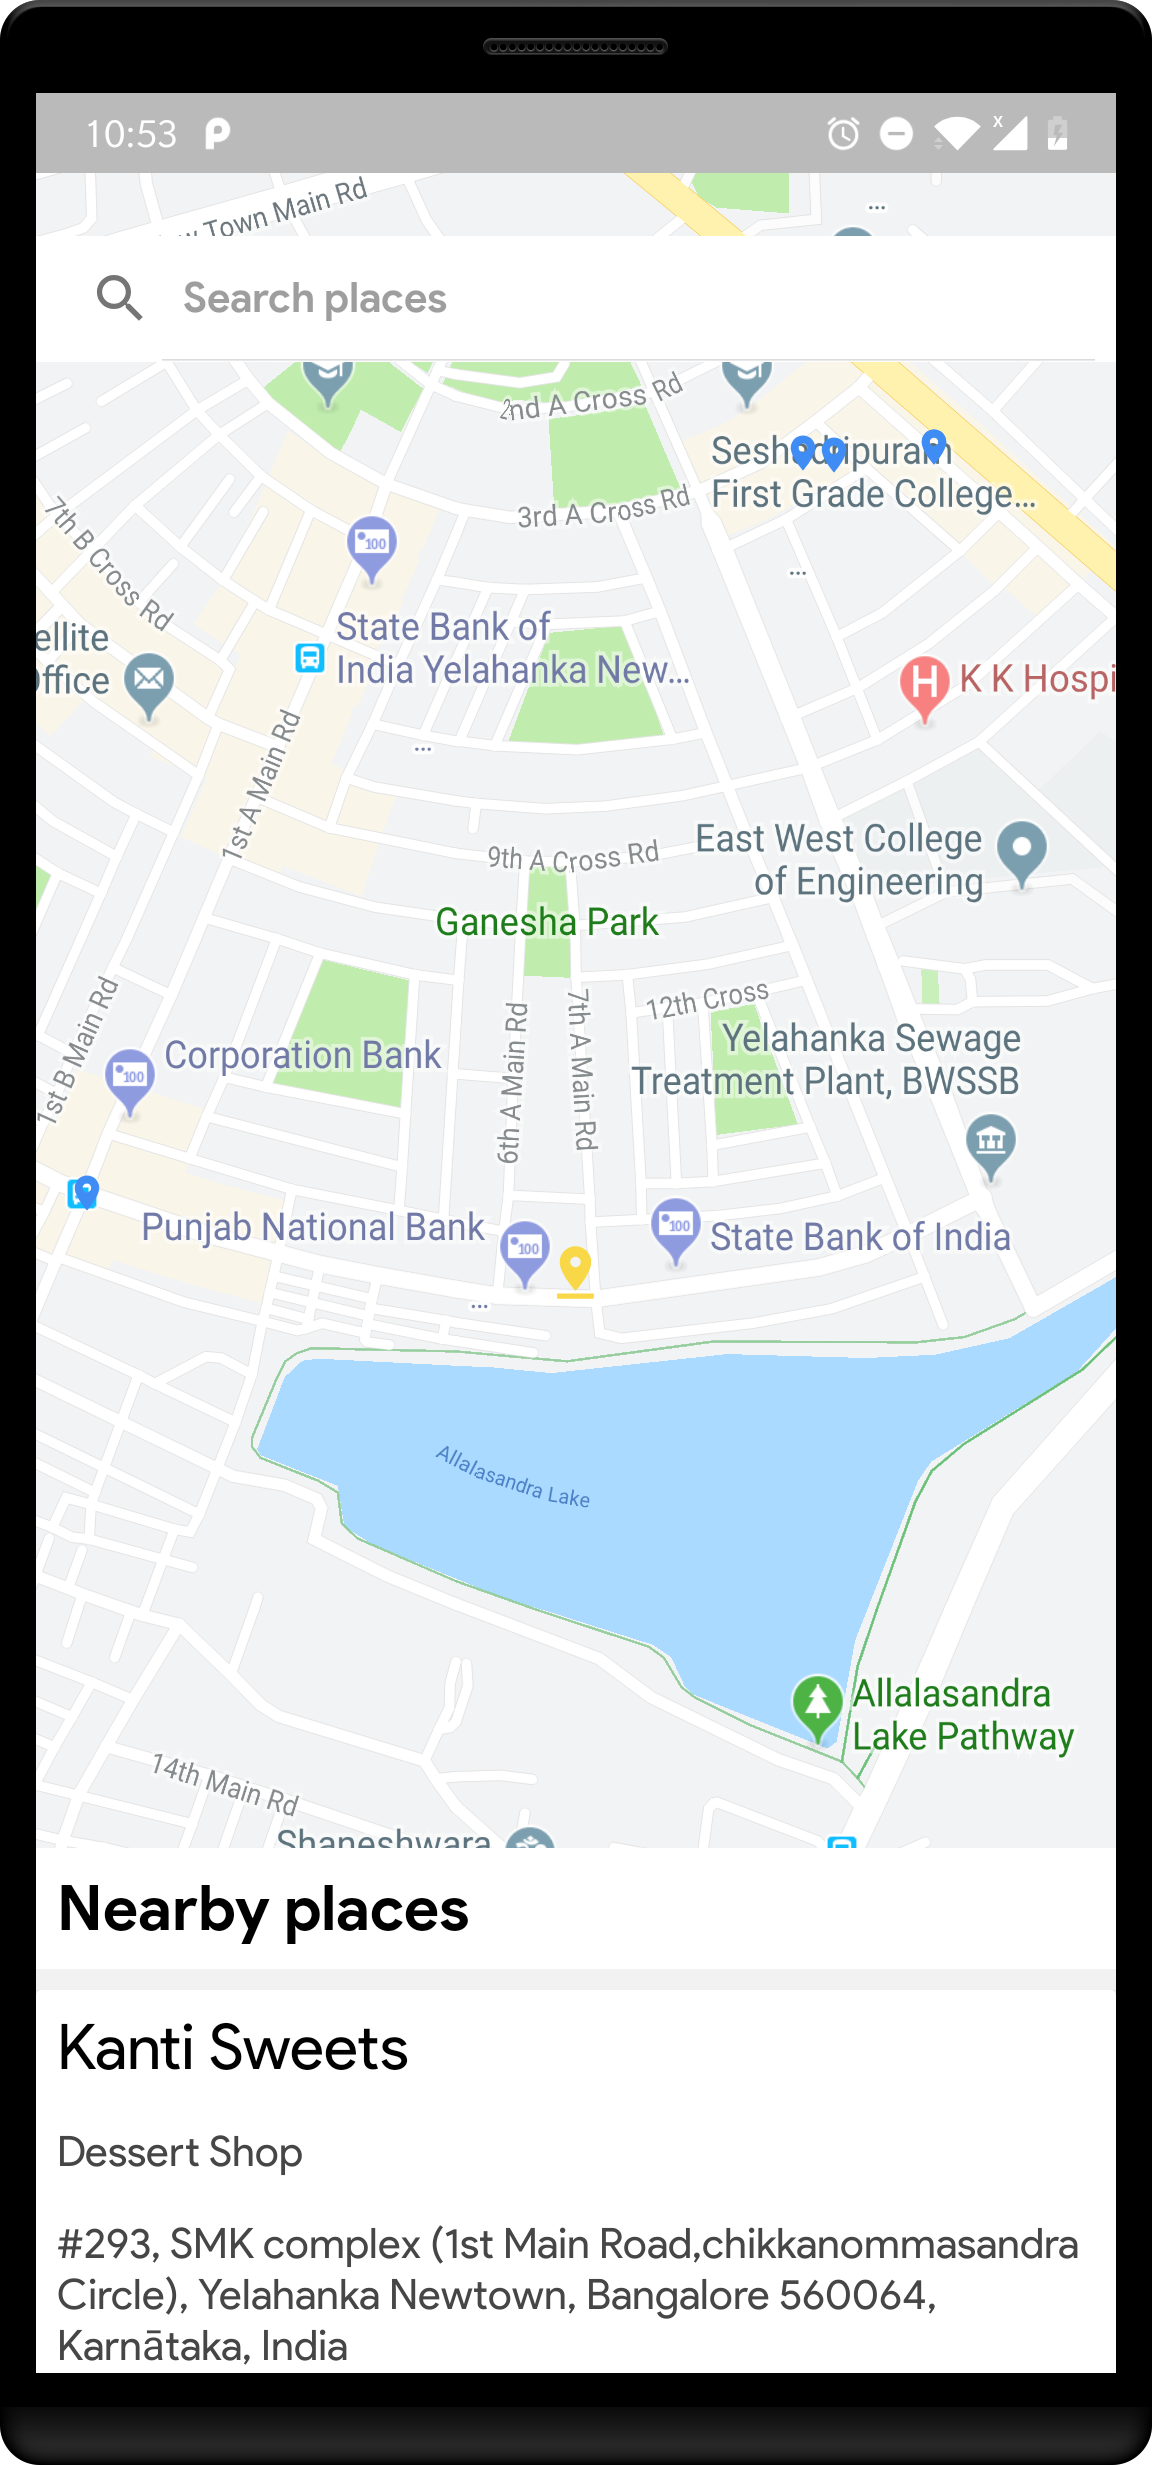 10:53
Town Main Rd
Search places
2nd A Cross Rd
Seshadripuram
First Grade College...
3rd A Cross Rd
7th B Cross Rd
100
State Bank of
India Yelahanka New...
ellite
ffice
H
K K Hospi
1st A Main Rd
East West College
of Engineering
9th A Cross Rd
Ganesha Park
12th Cross
Yelahanka Sewage
Treatment Plant, BWSSB
1st B Main Rd
Corporation Bank
100
6th A Main Rd
7th A Main Rd
Punjab National Bank
100
100
State Bank of India
Allalasandra Lake
Allalasandra
Lake Pathway
14th Main Rd
Shaneshwara
Nearby places
Kanti Sweets
Dessert Shop
#293, SMK complex (1st Main Road,chikkanommasandra
Circle), Yelahanka Newtown, Bangalore 560064,
Karnātaka, India